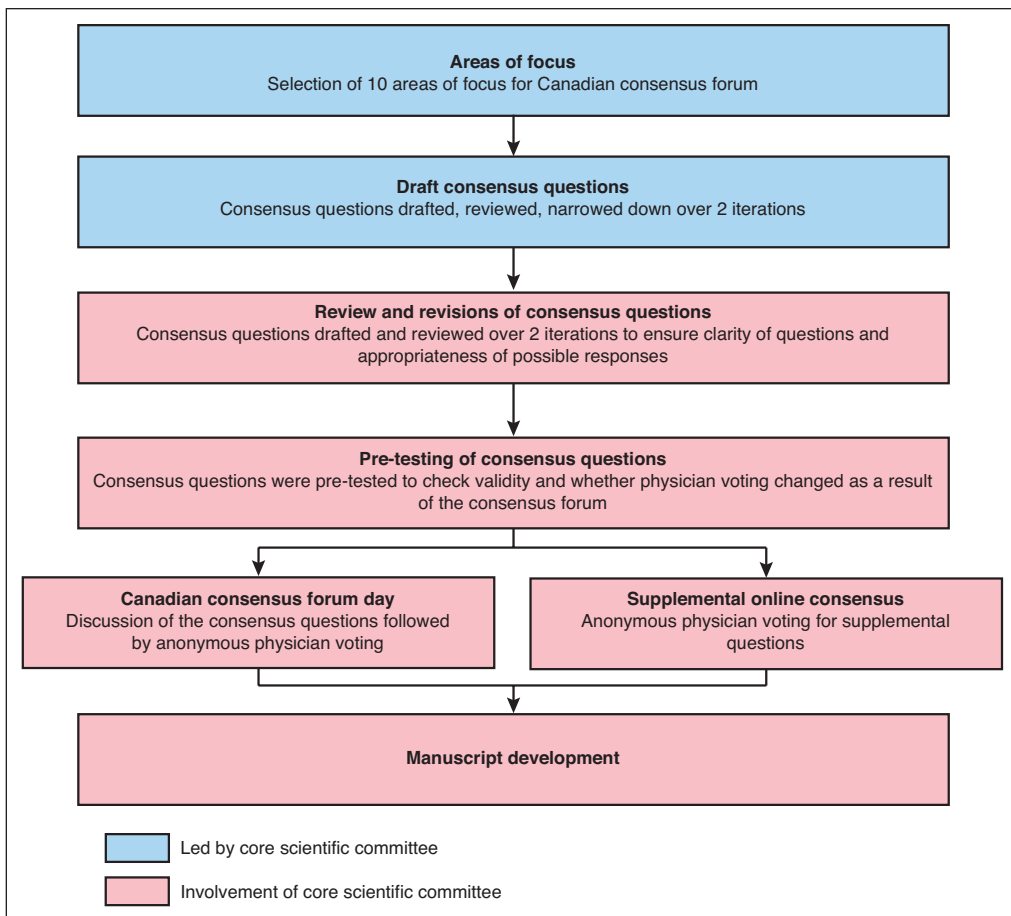 Areas of focus
Selection of 10 areas of focus for Canadian consensus forum
Draft consensus questions
Consensus questions drafted, reviewed, narrowed down over 2 iterations
Review and revisions of consensus questions
Consensus questions drafted and reviewed over 2 iterations to ensure clarity of questions and
appropriateness of possible responses
Pre-testing of consensus questions
Consensus questions were pre-tested to check validity and whether physician voting changed as a result
of the consensus forum
Canadian consensus forum day
Discussion of the consensus questions followed
by anonymous physician voting
Supplemental online consensus
Anonymous physician voting for supplemental
questions
Manuscript development
Led by core scientific committee
Involvement of core scientific committee